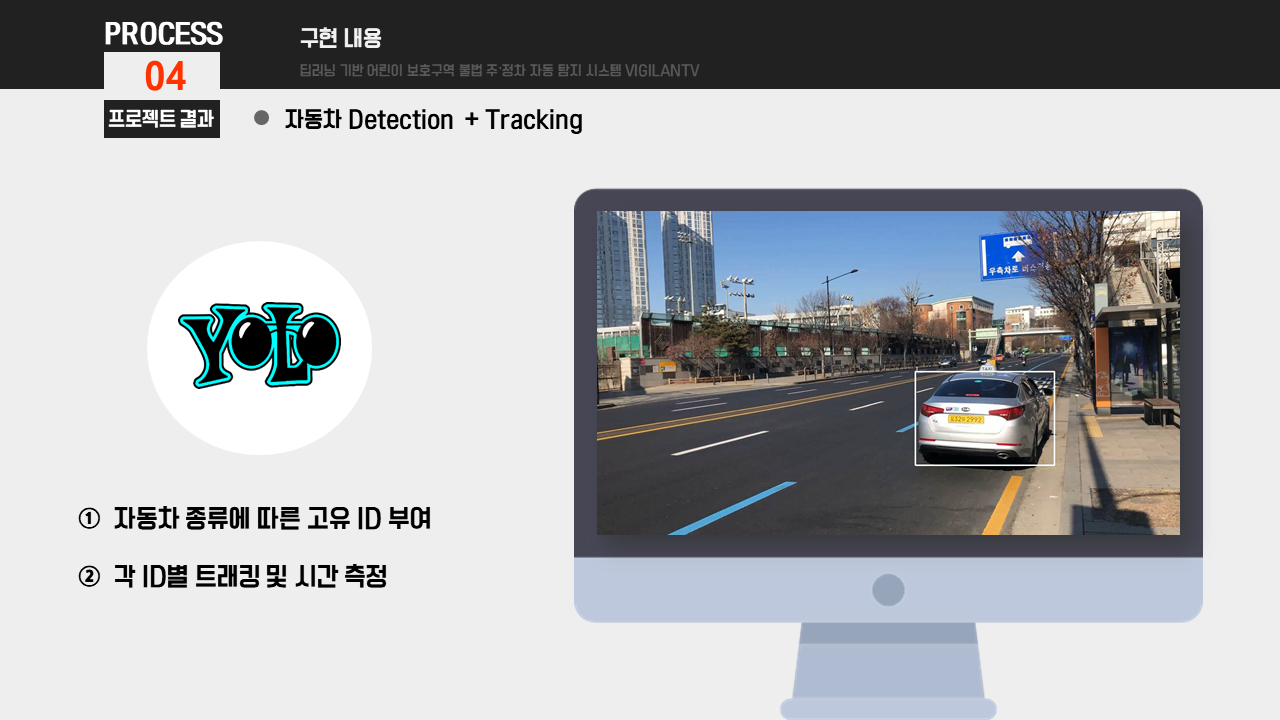 PROCESS
04
프로젝트 결과
구현 내용
딥러닝 기반 어린이 보호구역 불법 주·정차 자동 탐지 시스템 VIGILANTV
자동차 Detection + Tracking
YOLO
① 자동차 종류에 따른 고유 ID 부여
② 각 ID별 트래킹 및 시간 측정
우측차로
TAXI